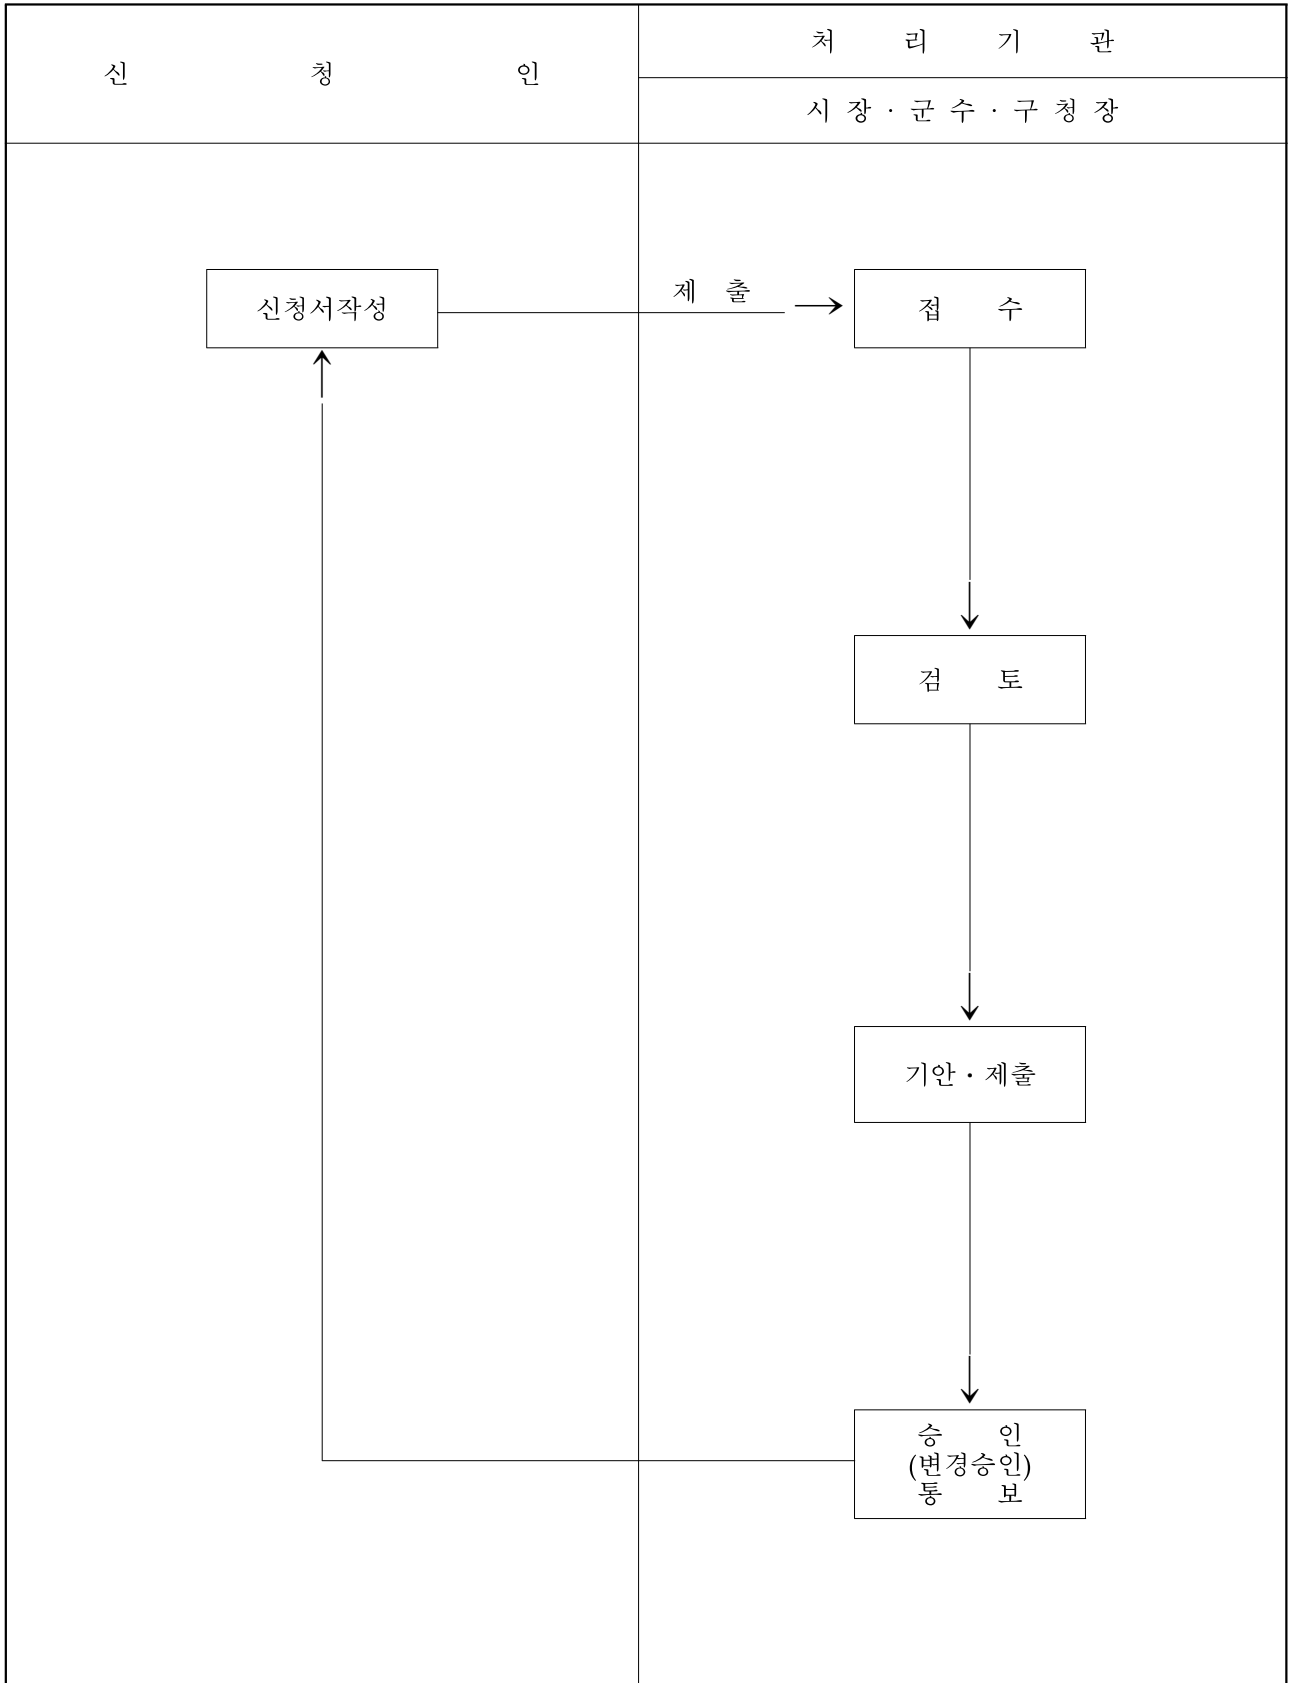 신 청 인
처 리 기 관
시 장 · 군 수 · 구 청 장
신청서작성
제 출
접 수
검 토
기안 · 제출
승 인
(변경승인)
통 보